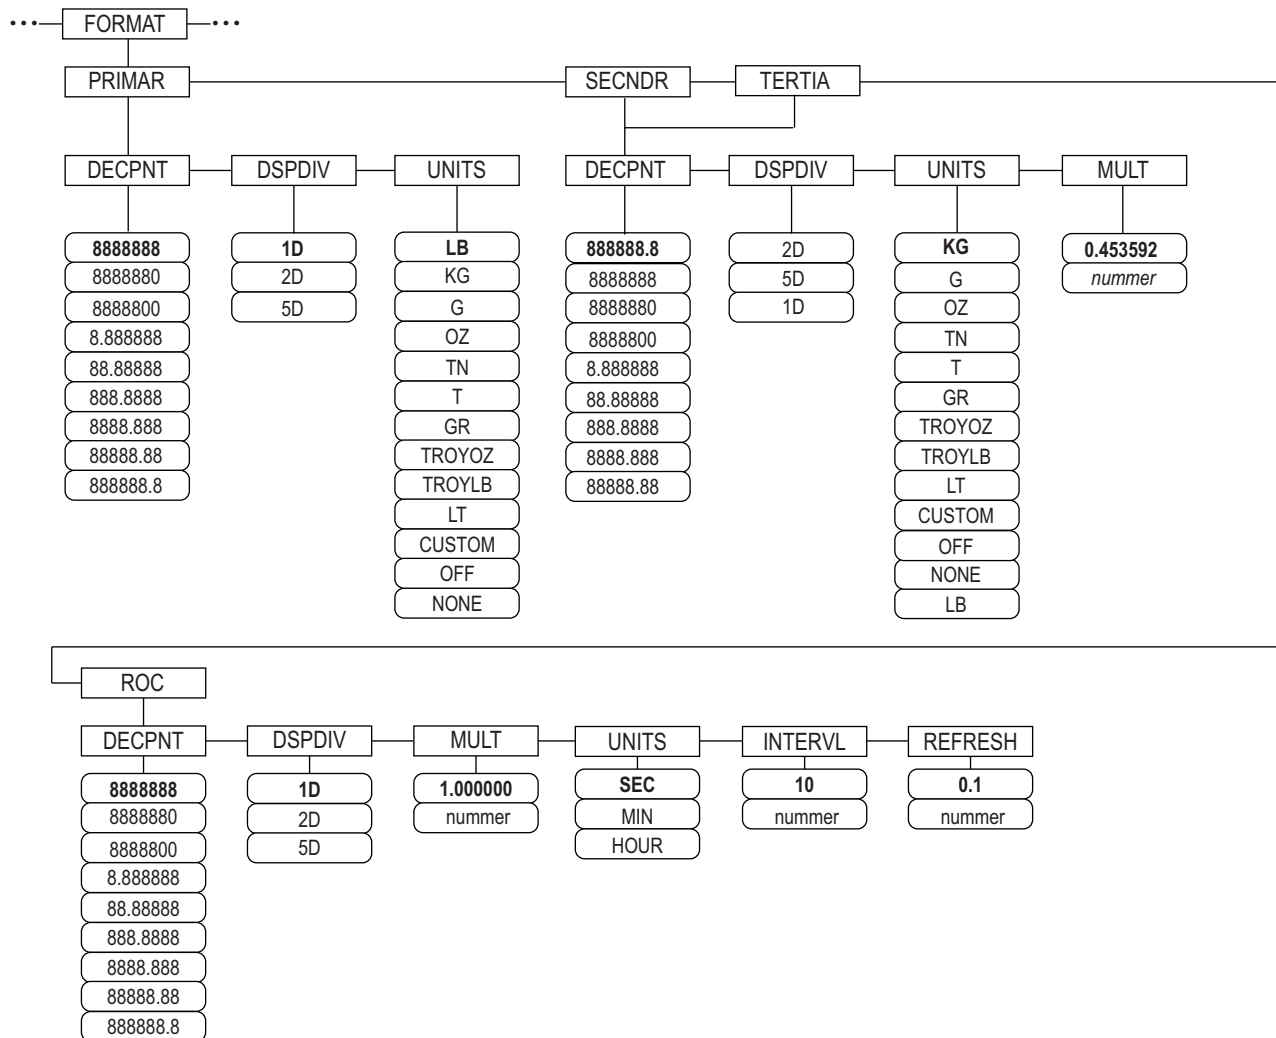 ••• FORMAT •••
PRIMAR SECNDR TERTIA
DECPNT DSPDIV UNITS DECPNT DSPDIV UNITS MULT
8888888 1D LB 888888.8 2D KG 0.453592
8888880 2D KG 8888888 5D G nummer
8888800 5D G 8888880 1D OZ
8.888888 OZ 8888800 TN
88.88888 TN 8.888888 T
888.8888 T 88.88888 GR
8888.888 GR 888.8888 TROYOZ
88888.88 TROYOZ 8888.888 TROYLB
888888.8 TROYLB 88888.88 LT
LT CUSTOM
CUSTOM OFF
OFF NONE
NONE LB
ROC
DECPNT DSPDIV MULT UNITS INTERVL REFRESH
8888888 1D 1.000000 SEC 10 0.1
8888880 2D nummer MIN nummer nummer
8888800 5D HOUR
8.888888
88.88888
888.8888
8888.888
88888.88
888888.8